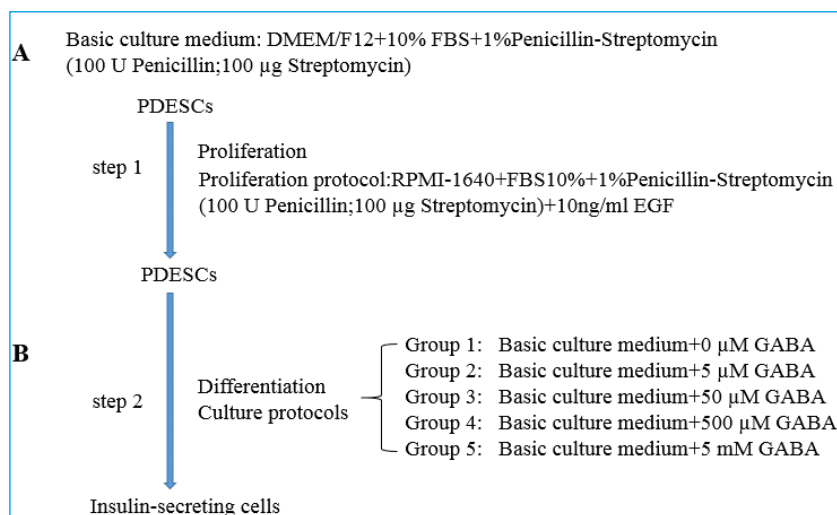 A
Basic culture medium: DMEM/F12+10% FBS+1%Penicillin-Streptomycin
(100 U Penicillin;100 µg Streptomycin)
PDESCs
step 1
Proliferation
Proliferation protocol:RPMI-1640+FBS10%+1%Penicillin-Streptomycin
(100 U Penicillin;100 µg Streptomycin)+10ng/ml EGF
PDESCs
B
step 2
Differentiation
Culture protocols
Group 1: Basic culture medium+0 µM GABA
Group 2: Basic culture medium+5 µM GABA
Group 3: Basic culture medium+50 µM GABA
Group 4: Basic culture medium+500 µM GABA
Group 5: Basic culture medium+5 mM GABA
Insulin-secreting cells